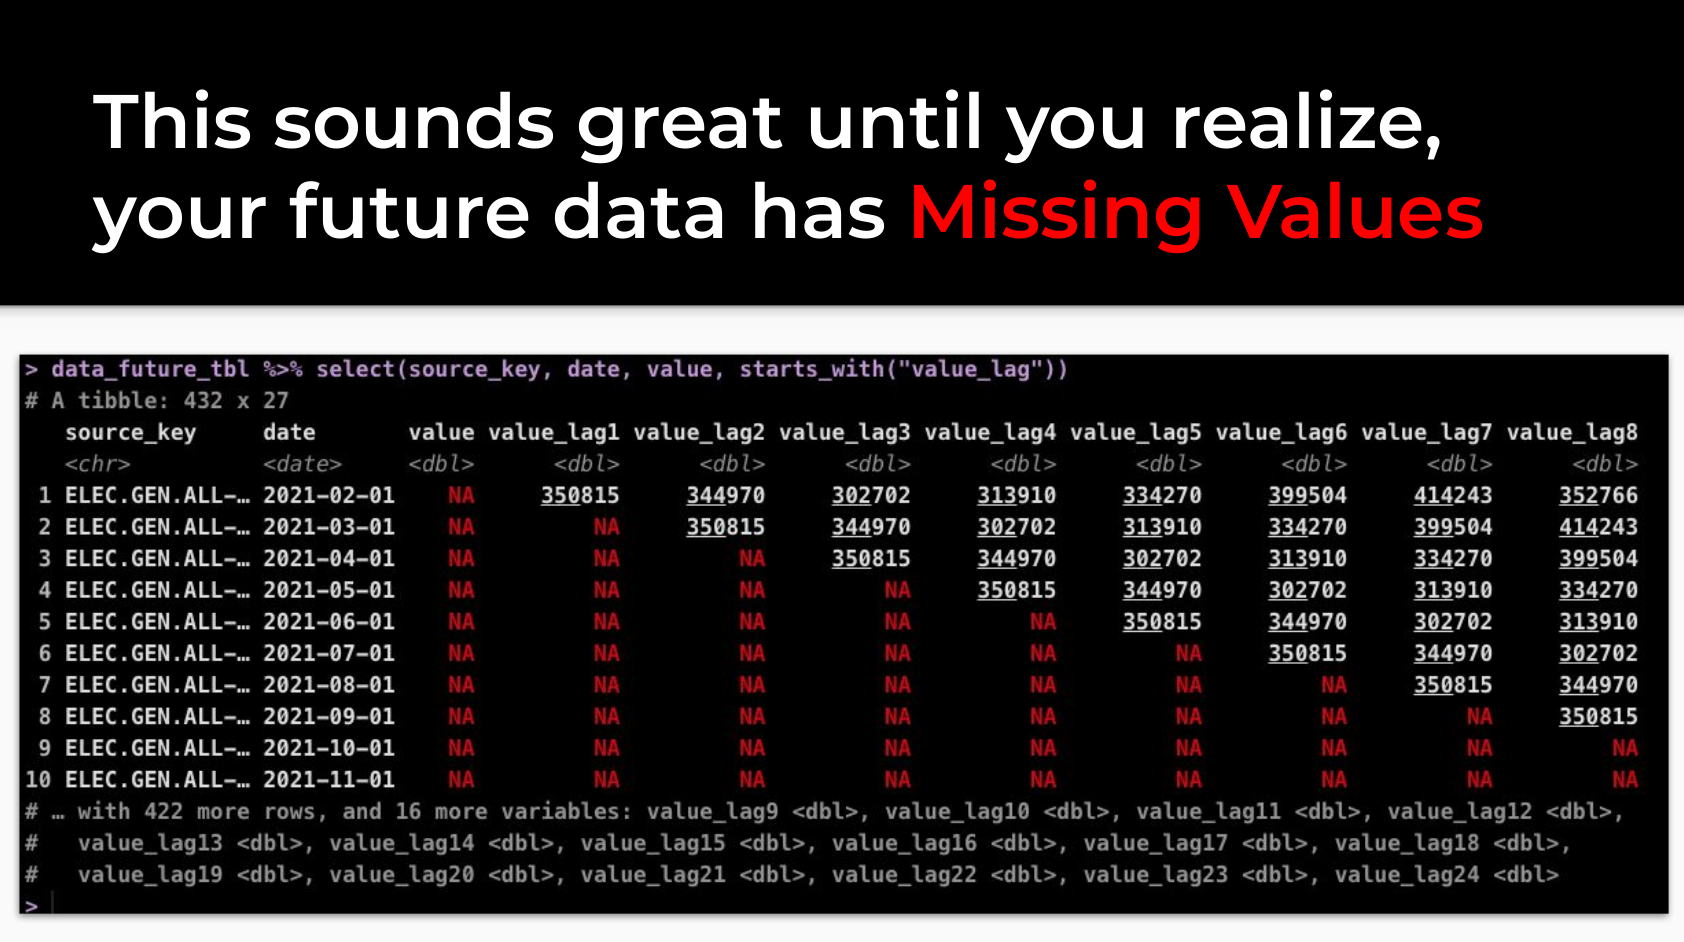 This sounds great until you realize,
your future data has Missing Values
> data_future_tbl %>% select(source_key, date, value, starts_with("value_lag"))
# A tibble: 432 x 27
source_key date value value_lag1 value_lag2 value_lag3 value_lag4 value_lag5 value_lag6 value_lag7 value_lag8
<chr> <date> <dbl> <dbl> <dbl> <dbl> <dbl> <dbl> <dbl> <dbl> <dbl>
1 ELEC.GEN.ALL-… 2021-02-01 NA 350815 344970 302702 313910 334270 399504 414243 352766
2 ELEC.GEN.ALL-… 2021-03-01 NA NA 350815 344970 302702 313910 334270 399504 414243
3 ELEC.GEN.ALL-… 2021-04-01 NA NA NA 350815 344970 302702 313910 334270 399504
4 ELEC.GEN.ALL-… 2021-05-01 NA NA NA NA 350815 344970 302702 313910 334270
5 ELEC.GEN.ALL-… 2021-06-01 NA NA NA NA NA 350815 344970 302702 313910
6 ELEC.GEN.ALL-… 2021-07-01 NA NA NA NA NA NA 350815 344970 302702
7 ELEC.GEN.ALL-… 2021-08-01 NA NA NA NA NA NA NA 350815 344970
8 ELEC.GEN.ALL-… 2021-09-01 NA NA NA NA NA NA NA NA 350815
9 ELEC.GEN.ALL-… 2021-10-01 NA NA NA NA NA NA NA NA NA
10 ELEC.GEN.ALL-… 2021-11-01 NA NA NA NA NA NA NA NA NA
# … with 422 more rows, and 16 more variables: value_lag9 <dbl>, value_lag10 <dbl>, value_lag11 <dbl>, value_lag12 <dbl>,
# value_lag13 <dbl>, value_lag14 <dbl>, value_lag15 <dbl>, value_lag16 <dbl>, value_lag17 <dbl>, value_lag18 <dbl>,
# value_lag19 <dbl>, value_lag20 <dbl>, value_lag21 <dbl>, value_lag22 <dbl>, value_lag23 <dbl>, value_lag24 <dbl>
>